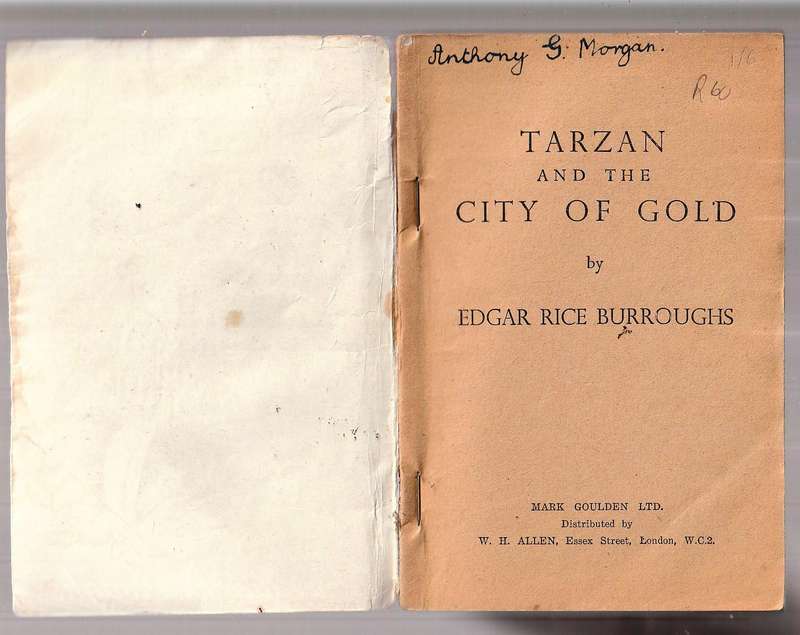 Anthony G. Morgan.
1/6
R60
TARZAN
AND THE
CITY OF GOLD
by
EDGAR RICE BURROUGHS
MARK GOULDEN LTD.
Distributed by
W. H. ALLEN, Essex Street, London, W.C.2.